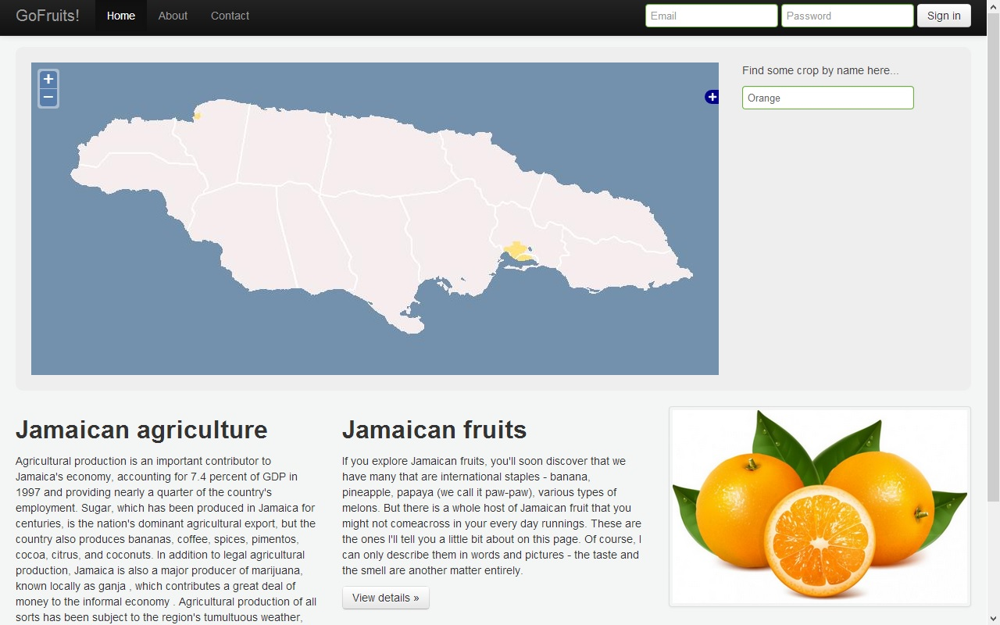 GoFruits!
Home
About
Contact
Email
Password
Sign in
+
−
+
Find some crop by name here...
Orange
Jamaican agriculture
Agricultural production is an important contributor to
Jamaica's economy, accounting for 7.4 percent of GDP in
1997 and providing nearly a quarter of the country's
employment. Sugar, which has been produced in Jamaica for
centuries, is the nation's dominant agricultural export, but the
country also produces bananas, coffee, spices, pimentos,
cocoa, citrus, and coconuts. In addition to legal agricultural
production, Jamaica is also a major producer of marijuana,
known locally as ganja , which contributes a great deal of
money to the informal economy . Agricultural production of all
sorts has been subject to the region's tumultuous weather,
Jamaican fruits
If you explore Jamaican fruits, you'll soon discover that we
have many that are international staples - banana,
pineapple, papaya (we call it paw-paw), various types of
melons. But there is a whole host of Jamaican fruit that you
might not comeacross in your every day runnings. These are
the ones I'll tell you a little bit about on this page. Of course, I
can only describe them in words and pictures - the taste and
the smell are another matter entirely.
View details »